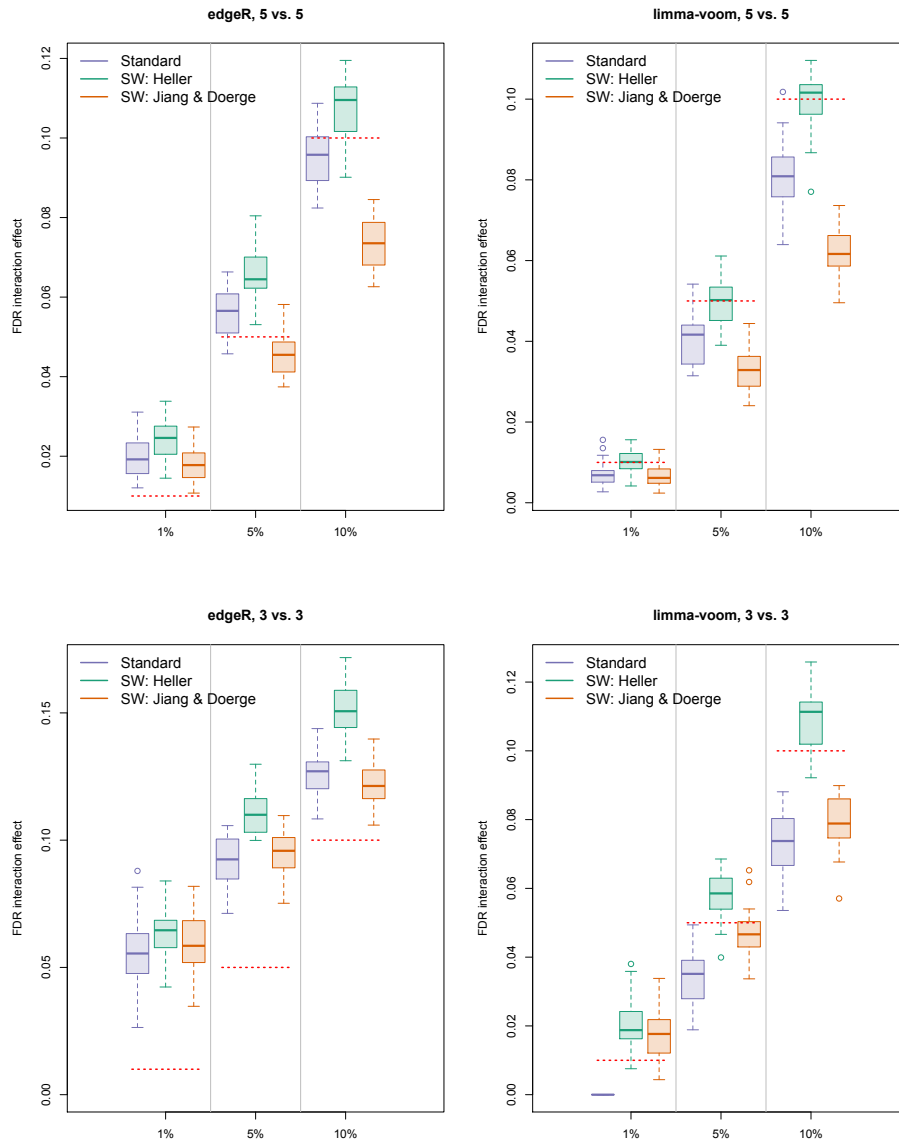 edgeR, 5 vs. 5
Standard
SW: Heller
SW: Jiang & Doerge
FDR interaction effect
0.12
0.10
0.08
0.06
0.04
0.02
1%
5%
10%
limma-voom, 5 vs. 5
Standard
SW: Heller
SW: Jiang & Doerge
FDR interaction effect
0.10
0.08
0.06
0.04
0.02
0.00
1%
5%
10%
edgeR, 3 vs. 3
Standard
SW: Heller
SW: Jiang & Doerge
FDR interaction effect
0.15
0.10
0.05
0.00
1%
5%
10%
limma-voom, 3 vs. 3
Standard
SW: Heller
SW: Jiang & Doerge
FDR interaction effect
0.12
0.10
0.08
0.06
0.04
0.02
0.00
1%
5%
10%